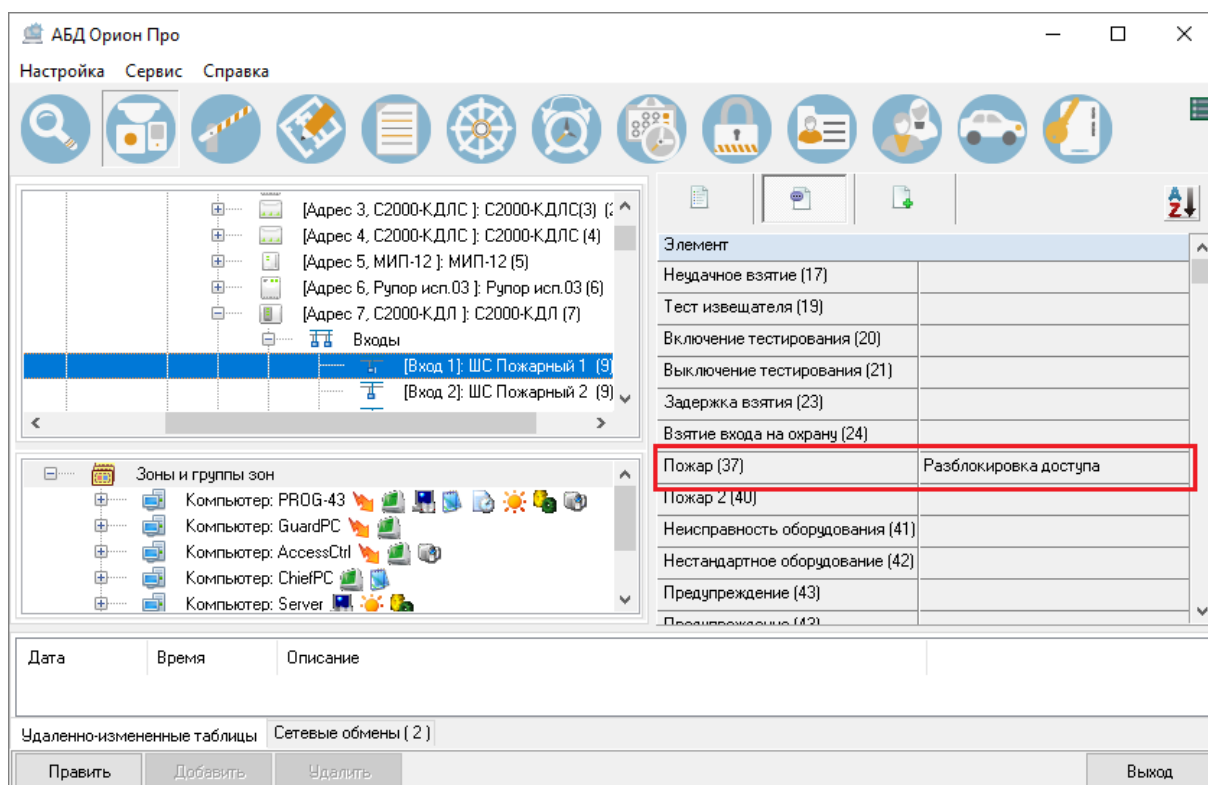 АБД Орион Про
Настройка Сервис Справка
[Адрес 3, С2000-КДЛС ]: С2000-КДЛС(3)
[Адрес 4, С2000-КДЛС ]: С2000-КДЛС (4)
[Адрес 5, МИП-12 ]: МИП-12 (5)
[Адрес 6, Рупор исп.03 ]: Рупор исп.03 (6)
[Адрес 7, С2000-КДЛ ]: С2000-КДЛ (7)
Входы
[Вход 1]: ШС Пожарный 1 (9)
[Вход 2]: ШС Пожарный 2 (9)
Зоны и группы зон
Компьютер: PROG-43
Компьютер: GuardPC
Компьютер: AccessCtrl
Компьютер: ChiefPC
Компьютер: Server
Элемент
Неудачное взятие (17)
Тест извещателя (19)
Включение тестирования (20)
Выключение тестирования (21)
Задержка взятия (23)
Взятие входа на охрану (24)
Пожар (37) Разблокировка доступа
Пожар 2 (40)
Неисправность оборудования (41)
Нестандартное оборудование (42)
Предупреждение (43)
Предупреждение (43)
Дата Время Описание
Удаленно-измененные таблицы Сетевые обмены ( 2 )
Править Добавить Удалить Выход